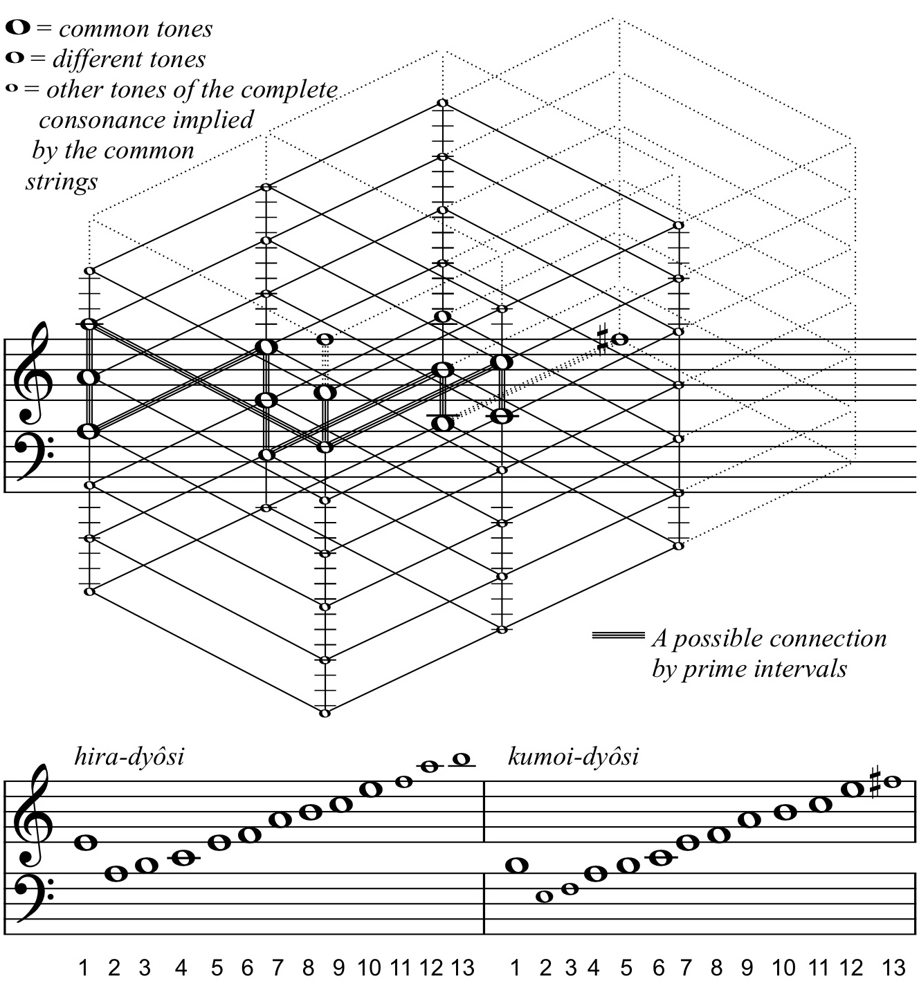 = common tones
= different tones
= other tones of the complete
consonance implied
by the common
strings
A possible connection
by prime intervals
hira-dyôsi
kumoi-dyôsi
1 2 3 4 5 6 7 8 9 10 11 12 13 1 2 3 4 5 6 7 8 9 10 11 12 13